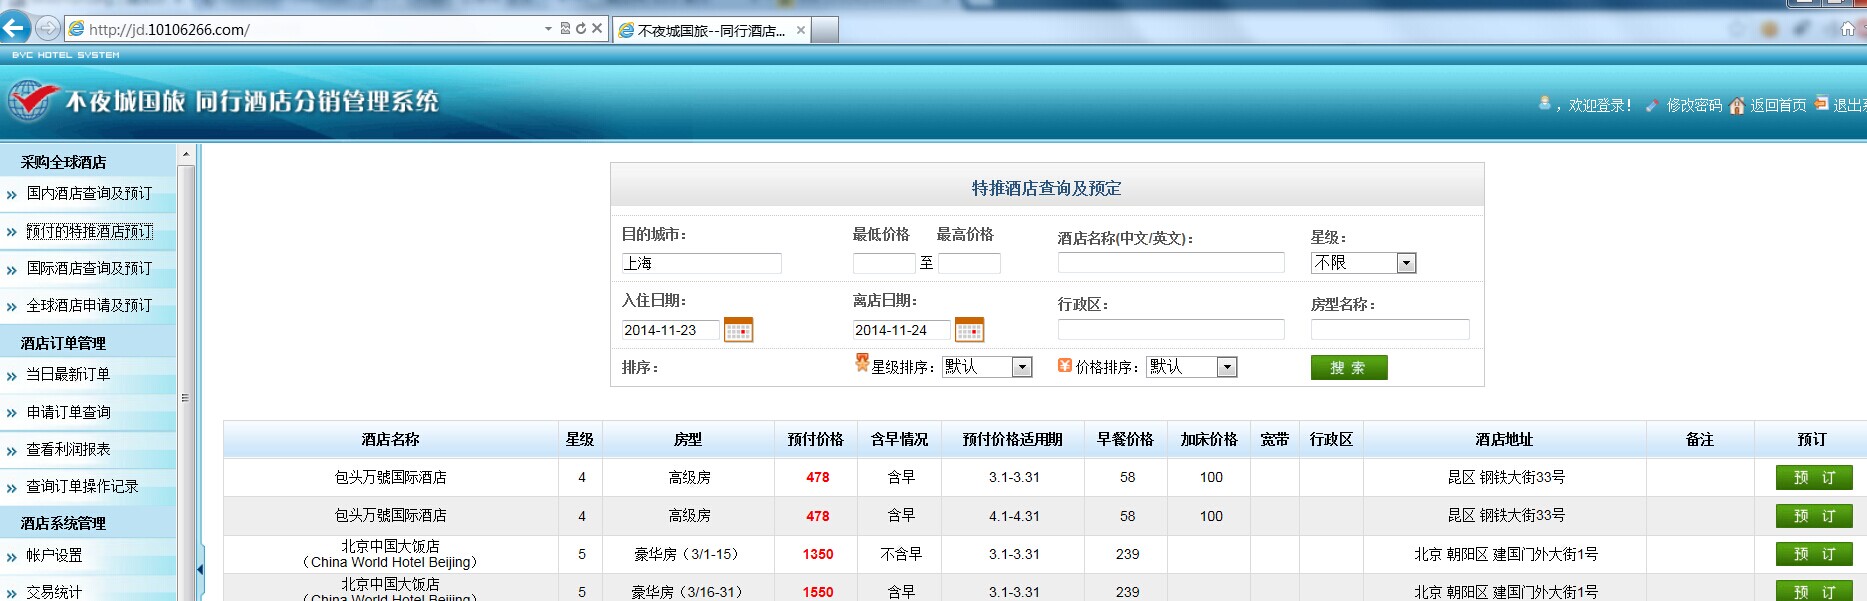 http://jd.10106266.com/
不夜城国旅--同行酒店...
BYC HOTEL SYSTEM
不夜城国旅 同行酒店分销管理系统
，欢迎登录！ 修改密码 返回首页 退出系
采购全球酒店
国内酒店查询及预订
预付的特推酒店预订
国际酒店查询及预订
全球酒店申请及预订
酒店订单管理
当日最新订单
申请订单查询
查看利润报表
查询订单操作记录
酒店系统管理
帐户设置
交易统计
特推酒店查询及预定
目的城市： 最低价格 最高价格 酒店名称(中文/英文)： 星级：
上海 至 不限
入住日期： 离店日期： 行政区： 房型名称：
2014-11-23 2014-11-24
排序： 星级排序： 默认 价格排序： 默认 搜 索
酒店名称 星级 房型 预付价格 含早情况 预付价格适用期 早餐价格 加床价格 宽带 行政区 酒店地址 备注 预订
包头万號国际酒店 4 高级房 478 含早 3.1-3.31 58 100 昆区 钢铁大街33号 预 订
包头万號国际酒店 4 高级房 478 含早 4.1-4.31 58 100 昆区 钢铁大街33号 预 订
北京中国大饭店
（China World Hotel Beijing） 5 豪华房（3/1-15） 1350 不含早 3.1-3.31 239 北京 朝阳区 建国门外大街1号 预 订
北京中国大饭店
（China World Hotel Beijing） 5 豪华房（3/16-31） 1550 含早 3.1-3.31 239 北京 朝阳区 建国门外大街1号 预 订